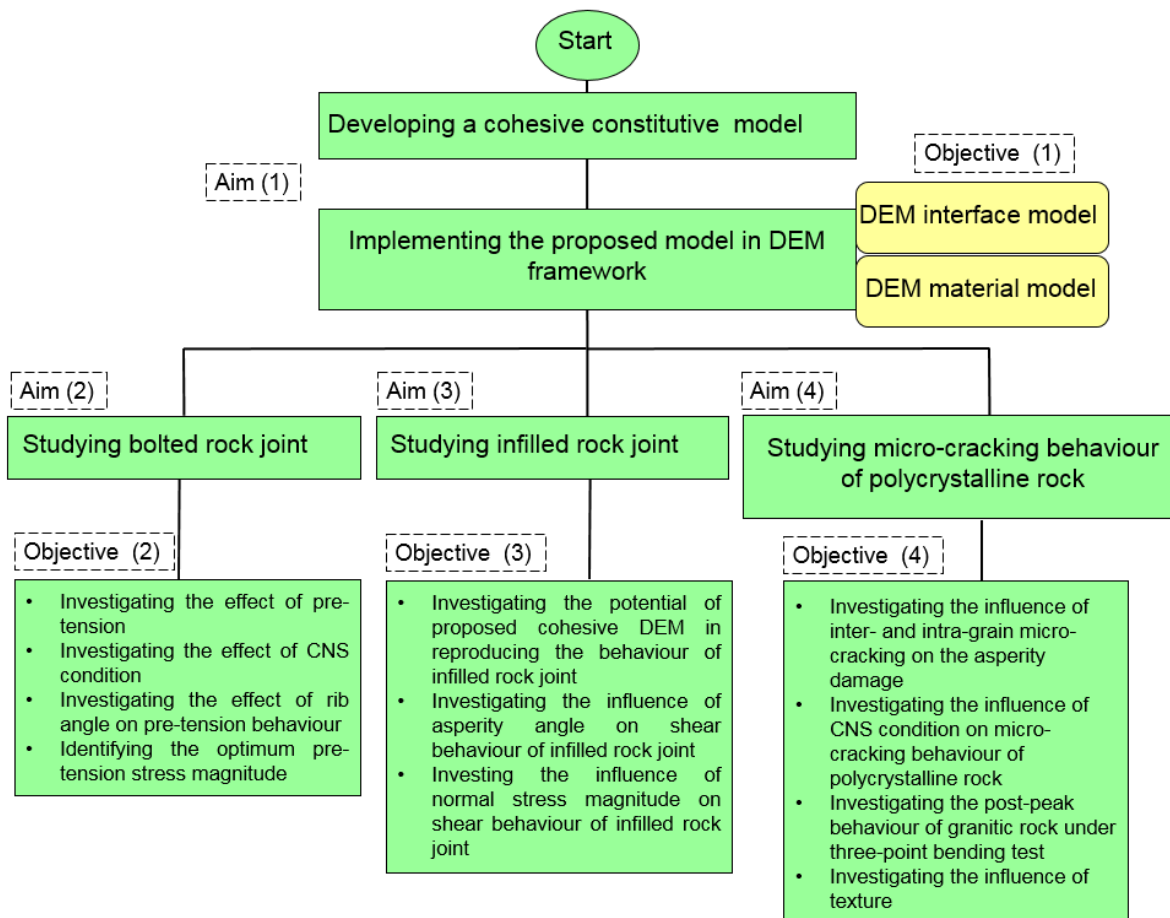 Start
Developing a cohesive constitutive model
Aim (1)
Objective (1)
DEM interface model
DEM material model
Implementing the proposed model in DEM
framework
Aim (2)
Studying bolted rock joint
Objective (2)
• Investigating the effect of pre-
tension
• Investigating the effect of CNS
condition
• Investigating the effect of rib
angle on pre-tension behaviour
• Identifying the optimum pre-
tension stress magnitude
Aim (3)
Studying infilled rock joint
Objective (3)
• Investigating the potential of
proposed cohesive DEM in
reproducing the behaviour of
infilled rock joint
• Investigating the influence of
asperity angle on shear
behaviour of infilled rock joint
• Investing the influence of
normal stress magnitude on
shear behaviour of infilled rock
joint
Aim (4)
Studying micro-cracking behaviour
of polycrystalline rock
Objective (4)
• Investigating the influence of
inter- and intra-grain micro-
cracking on the asperity
damage
• Investigating the influence of
CNS condition on micro-
cracking behaviour of
polycrystalline rock
• Investigating the post-peak
behaviour of granitic rock under
three-point bending test
• Investigating the influence of
texture